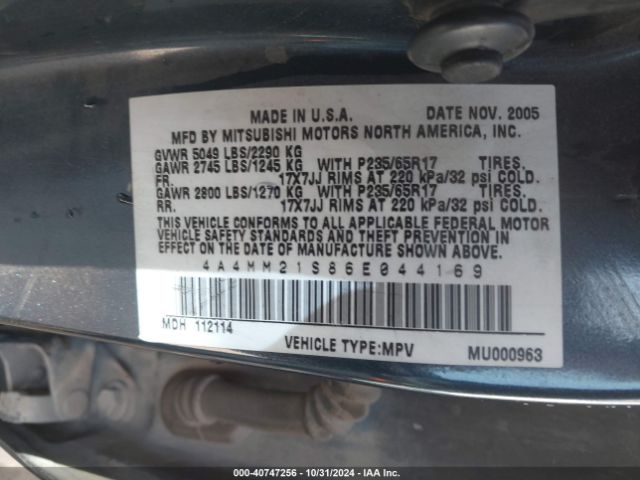 MADE IN U.S.A. DATE NOV. 2005
MFD BY MITSUBISHI MOTORS NORTH AMERICA, INC.
GVWR 5049 LBS/2290 KG
GAWR 2745 LBS/1245 KG WITH P235/65R17 TIRES.
FR. 17X7JJ RIMS AT 220 kPa/32 psi COLD.
GAWR 2800 LBS/1270 KG WITH P235/65R17 TIRES.
RR. 17X7JJ RIMS AT 220 kPa/32 psi COLD.
THIS VEHICLE CONFORMS TO ALL APPLICABLE FEDERAL MOTOR
VEHICLE SAFETY STANDARDS AND THEFT PREVENTION IN
EFFECT ON THE DATE OF MANUFACTURE SHOWN ABOVE.
4A4MM21S86E044169
MDH 112114
VEHICLE TYPE:MPV MU000963
000-40747256 - 10/31/2024 - IAA Inc.